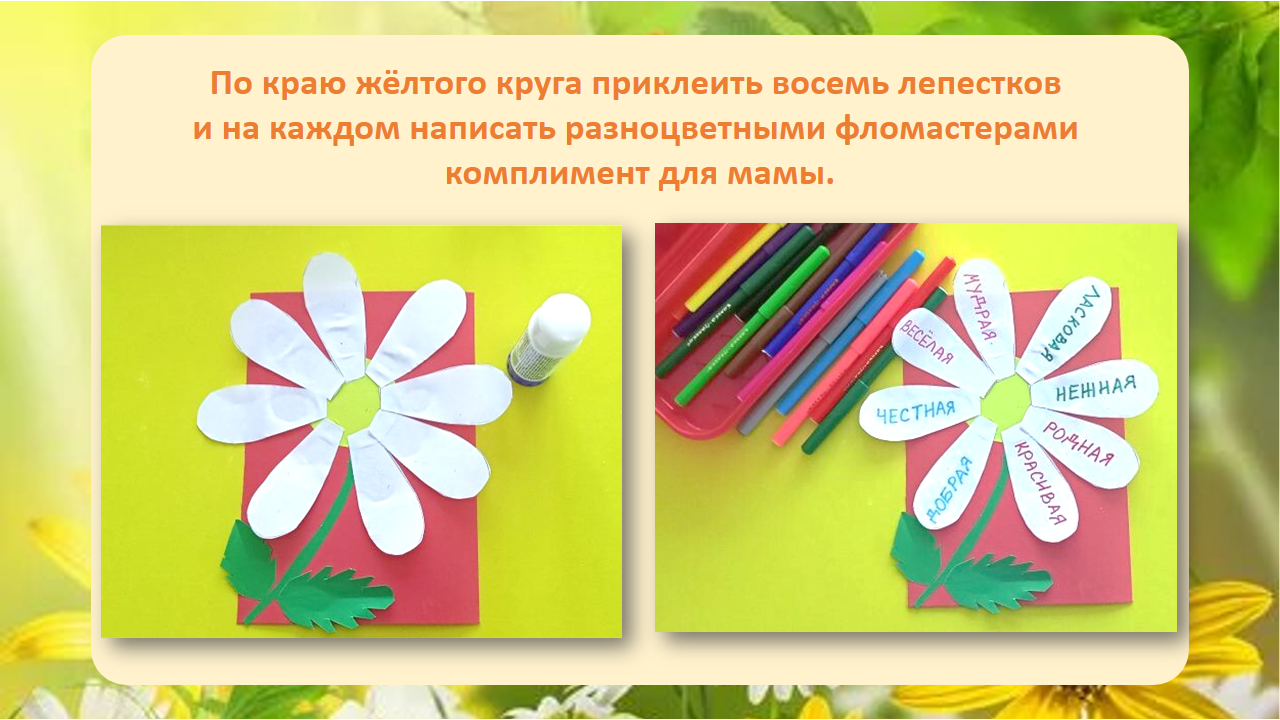 По краю жёлтого круга приклеить восемь лепестков
и на каждом написать разноцветными фломастерами
комплимент для мамы.
МУДРАЯ
ЛАСКОВАЯ
ВЕСЁЛАЯ
НЕЖНАЯ
ЧЕСТНАЯ
РОДНАЯ
ДОБРАЯ
КРАСИВАЯ